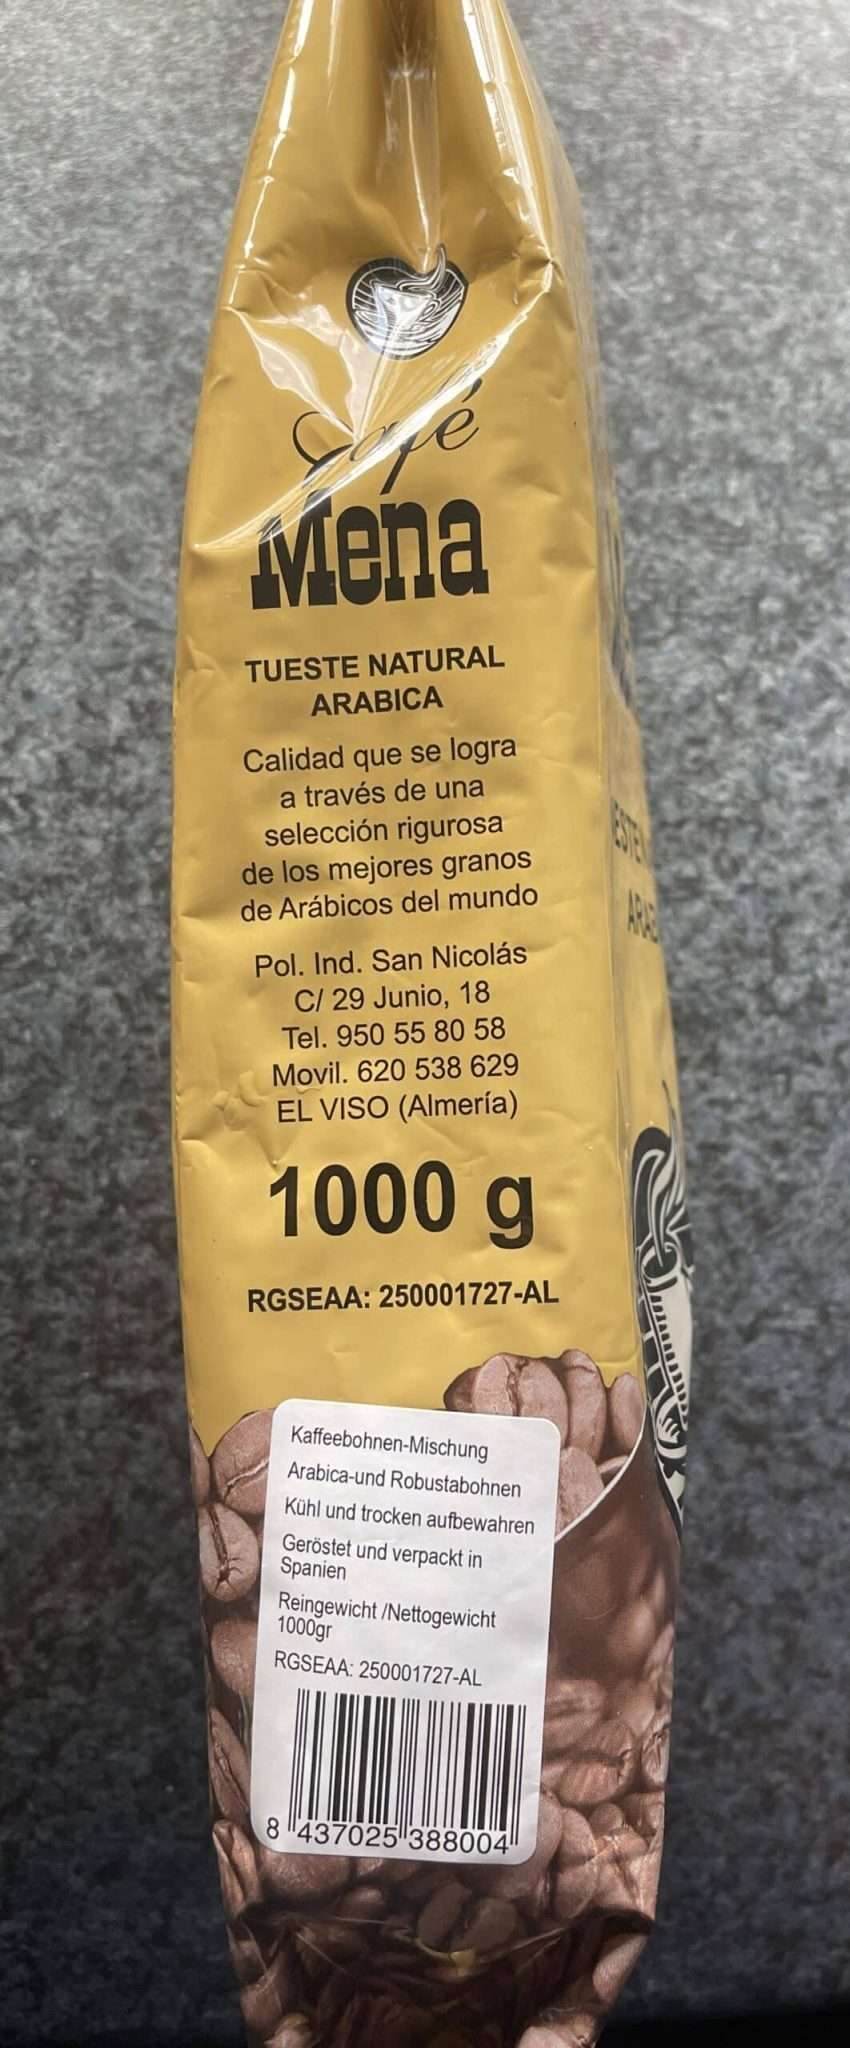 Café
Mena
TUESTE NATURAL
ARABICA
Calidad que se logra
a través de una
selección rigurosa
de los mejores granos
de Arábicos del mundo
Pol. Ind. San Nicolás
C/ 29 Junio, 18
Tel. 950 55 80 58
Movil. 620 538 629
EL VISO (Almería)
1000 g
RGSEAA: 250001727-AL
Kaffeebohnen-Mischung
Arabica-und Robustabohnen
Kühl und trocken aufbewahren
Geröstet und verpackt in
Spanien
Reingewicht /Nettogewicht
1000gr
RGSEAA: 250001727-AL
8 437025 388004